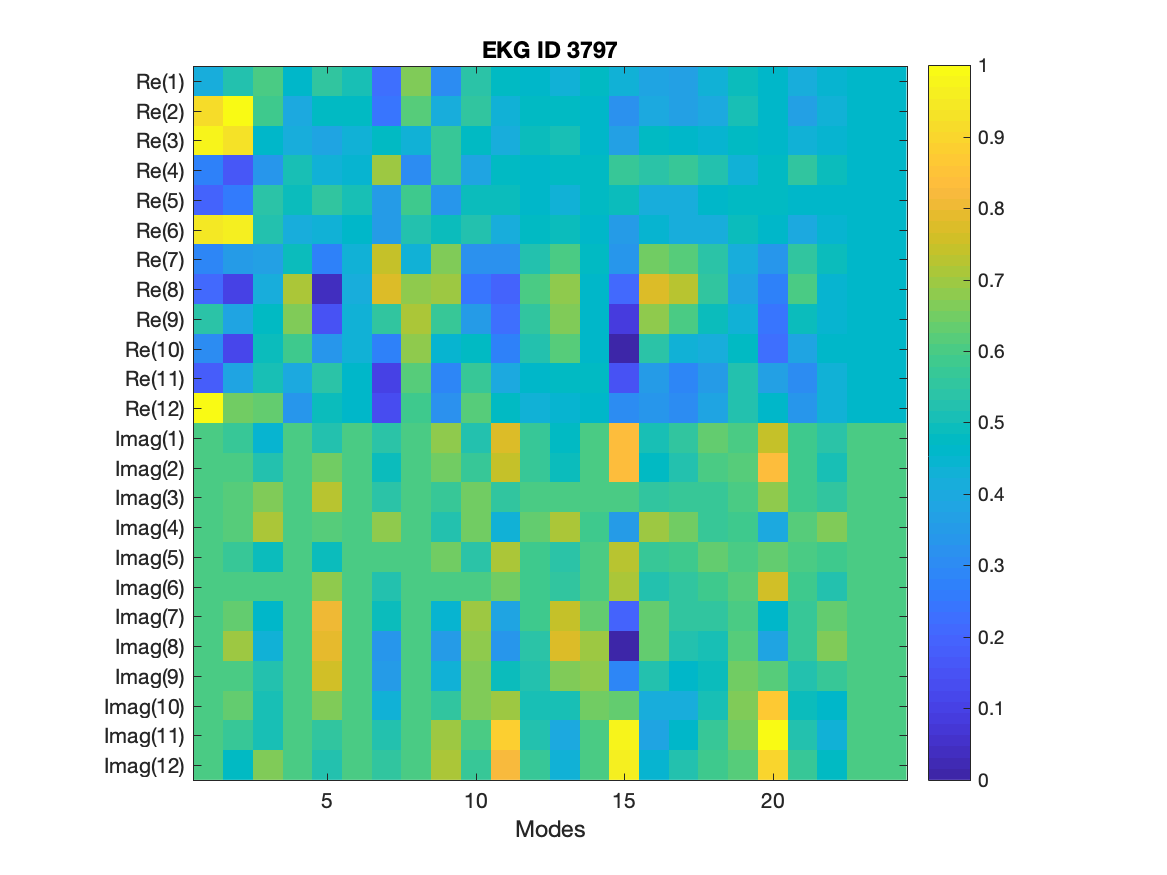 EKG ID 3797
Re(1)
Re(2)
Re(3)
Re(4)
Re(5)
Re(6)
Re(7)
Re(8)
Re(9)
Re(10)
Re(11)
Re(12)
Imag(1)
Imag(2)
Imag(3)
Imag(4)
Imag(5)
Imag(6)
Imag(7)
Imag(8)
Imag(9)
Imag(10)
Imag(11)
Imag(12)
5 10 15 20
Modes
1
0.9
0.8
0.7
0.6
0.5
0.4
0.3
0.2
0.1
0